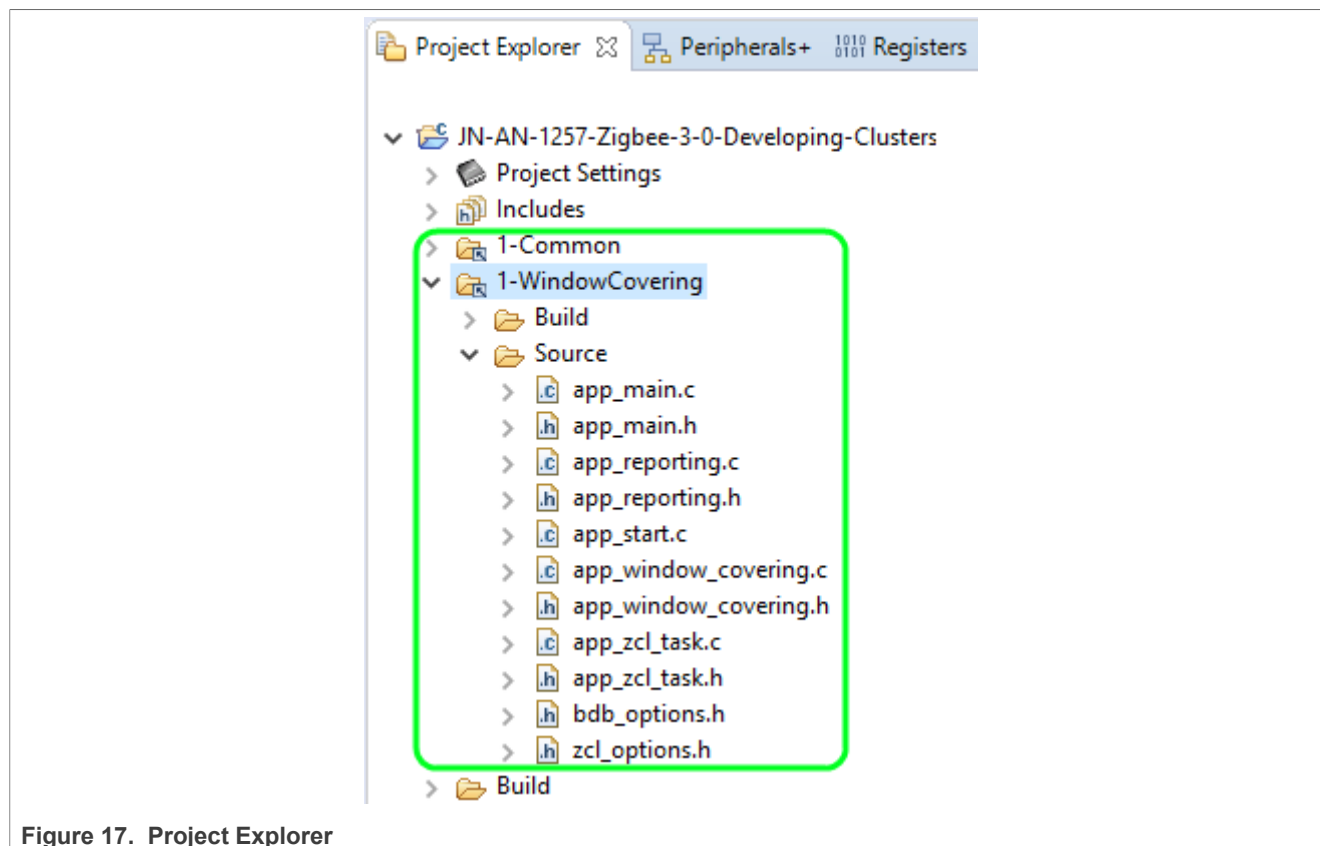 Project Explorer Peripherals+ 1010 0101 Registers
JN-AN-1257-Zigbee-3-0-Developing-Clusters
Project Settings
h Includes
1-Common
1-WindowCovering
Build
Source
.c app_main.c
.h app_main.h
.c app_reporting.c
.h app_reporting.h
.c app_start.c
.c app_window_covering.c
.h app_window_covering.h
.c app_zcl_task.c
.h app_zcl_task.h
.h bdb_options.h
.h zcl_options.h
Build
Figure 17. Project Explorer